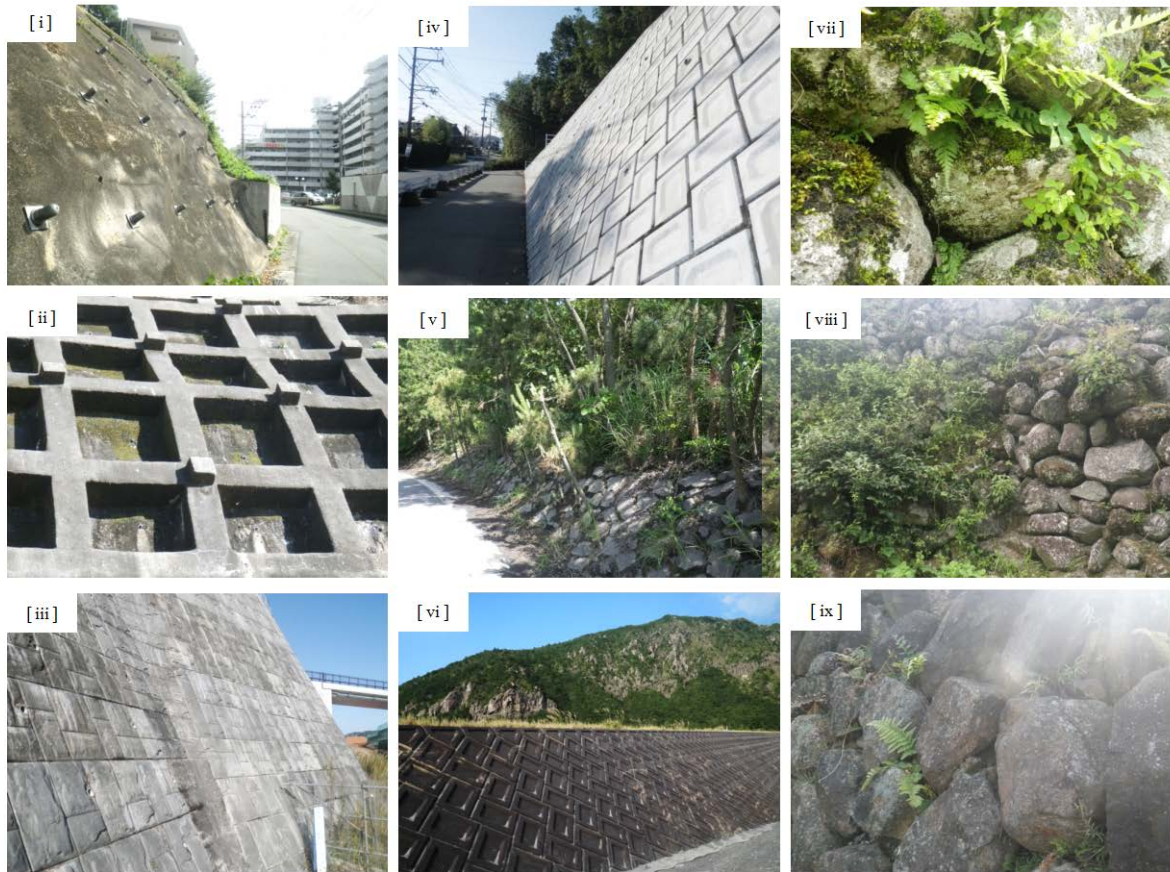 [ i ]
[ iv ]
[ vii ]
[ ii ]
[ v ]
[ viii ]
[ iii ]
[ vi ]
[ ix ]